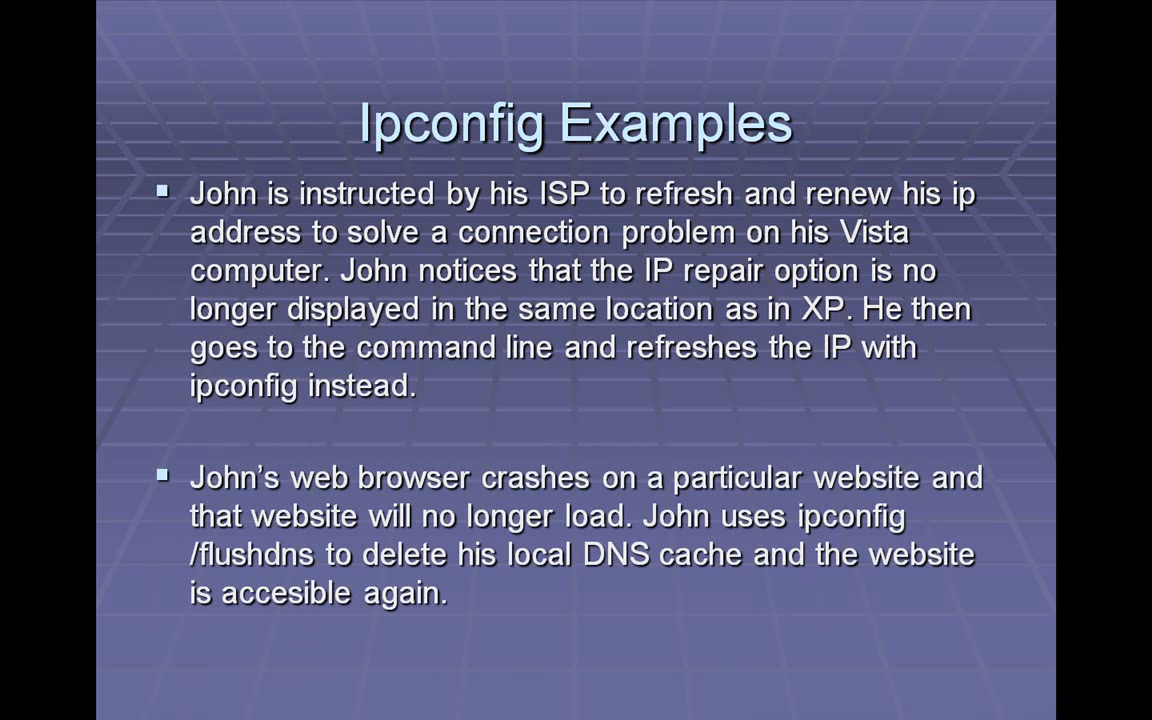 Ipconfig Examples
John is instructed by his ISP to refresh and renew his ip
address to solve a connection problem on his Vista
computer. John notices that the IP repair option is no
longer displayed in the same location as in XP. He then
goes to the command line and refreshes the IP with
ipconfig instead.
John’s web browser crashes on a particular website and
that website will no longer load. John uses ipconfig
/flushdns to delete his local DNS cache and the website
is accesible again.